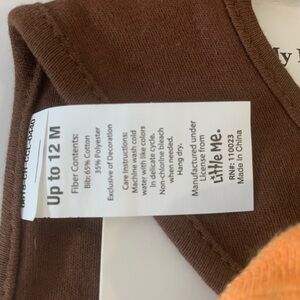 Up to 12 M
Fiber Contents:
Bib: 65% Cotton
35% Polyester
Exclusive of Decoration
Care Instructions:
Machine wash cold
water with like colors
In delicate cycle.
Non-chlorine bleach
when needed.
Hang dry.
Manufactured under
License from
Little Me.
RN#: 110023
Made in China
My